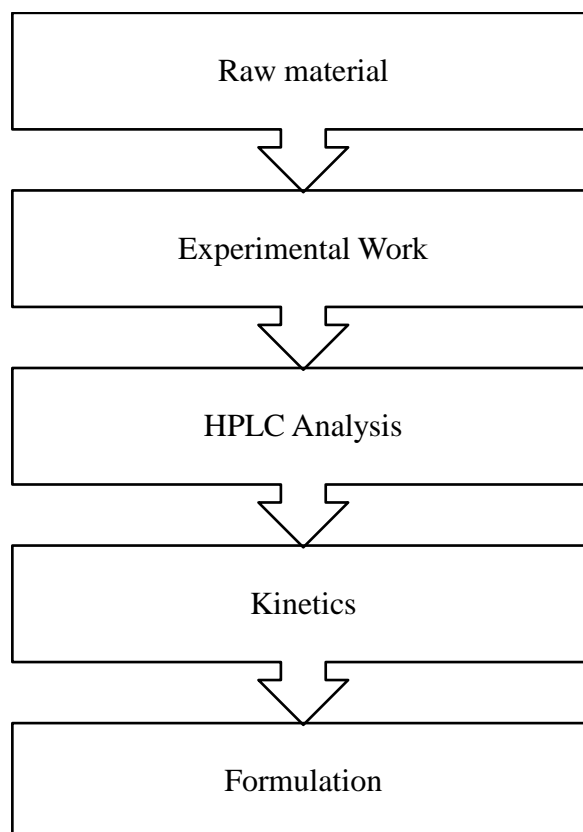 Raw material
Experimental Work
HPLC Analysis
Kinetics
Formulation